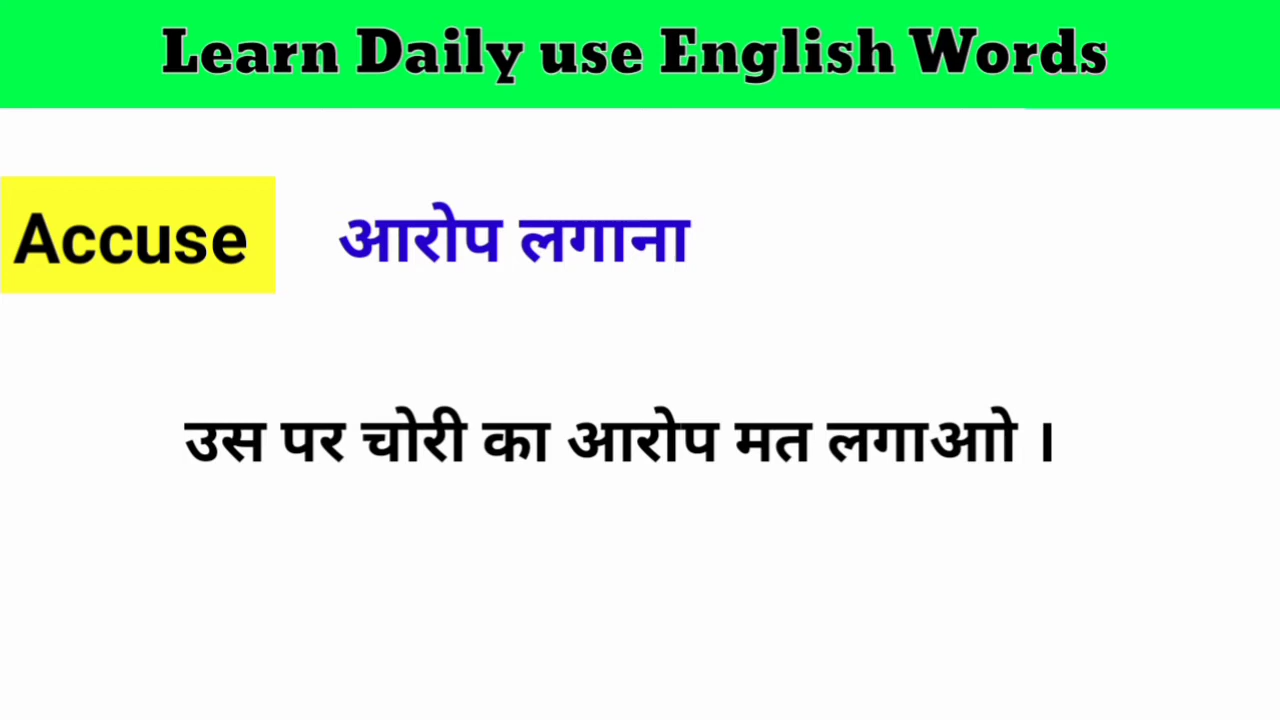 Learn Daily use English Words
Accuse आरोप लगाना
उस पर चोरी का आरोप मत लगाआो ।